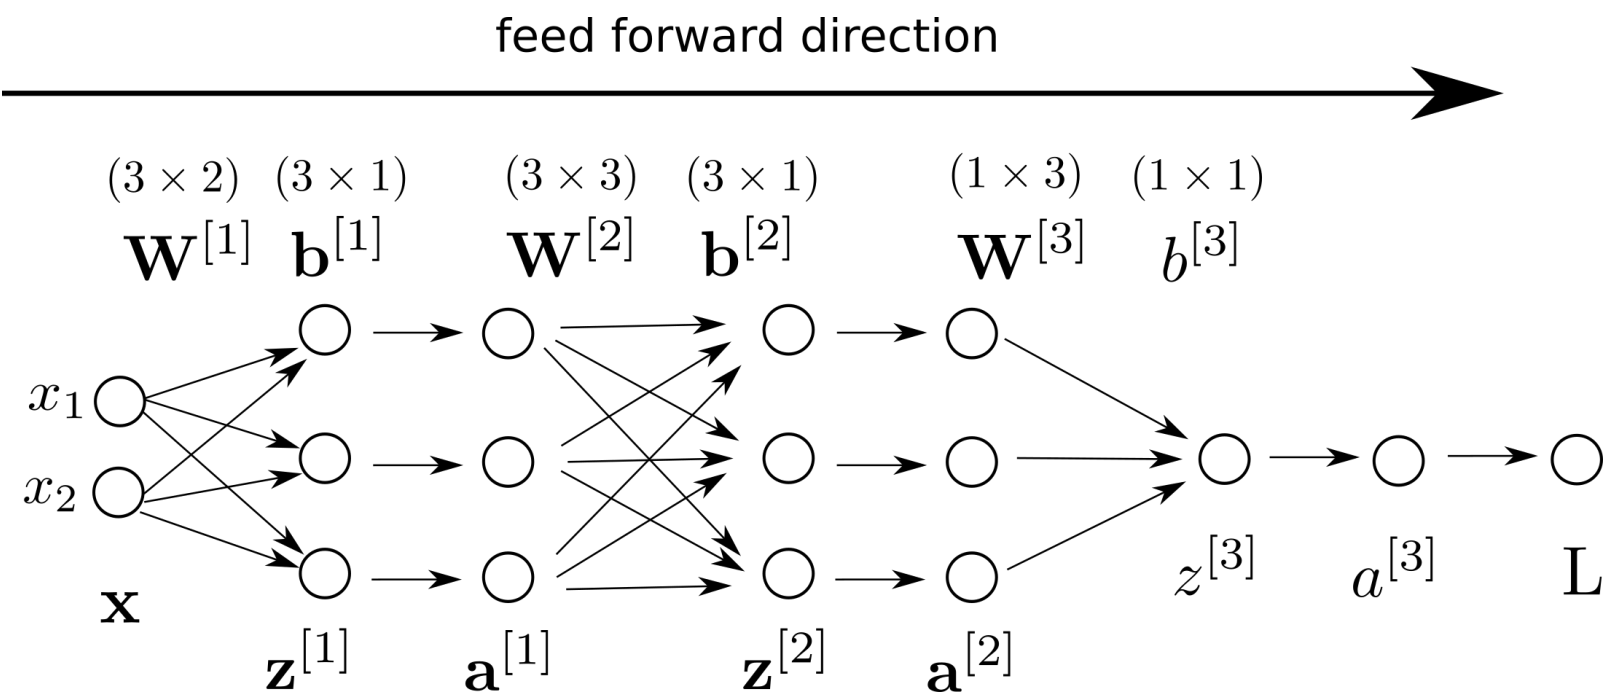 feed forward direction
(3 × 2) (3 × 1) (3 × 3) (3 × 1) (1 × 3) (1 × 1)
W[1] b[1] W[2] b[2] W[3] b[3]
x1
x2
x
z[1] a[1] z[2] a[2] z[3] a[3] L